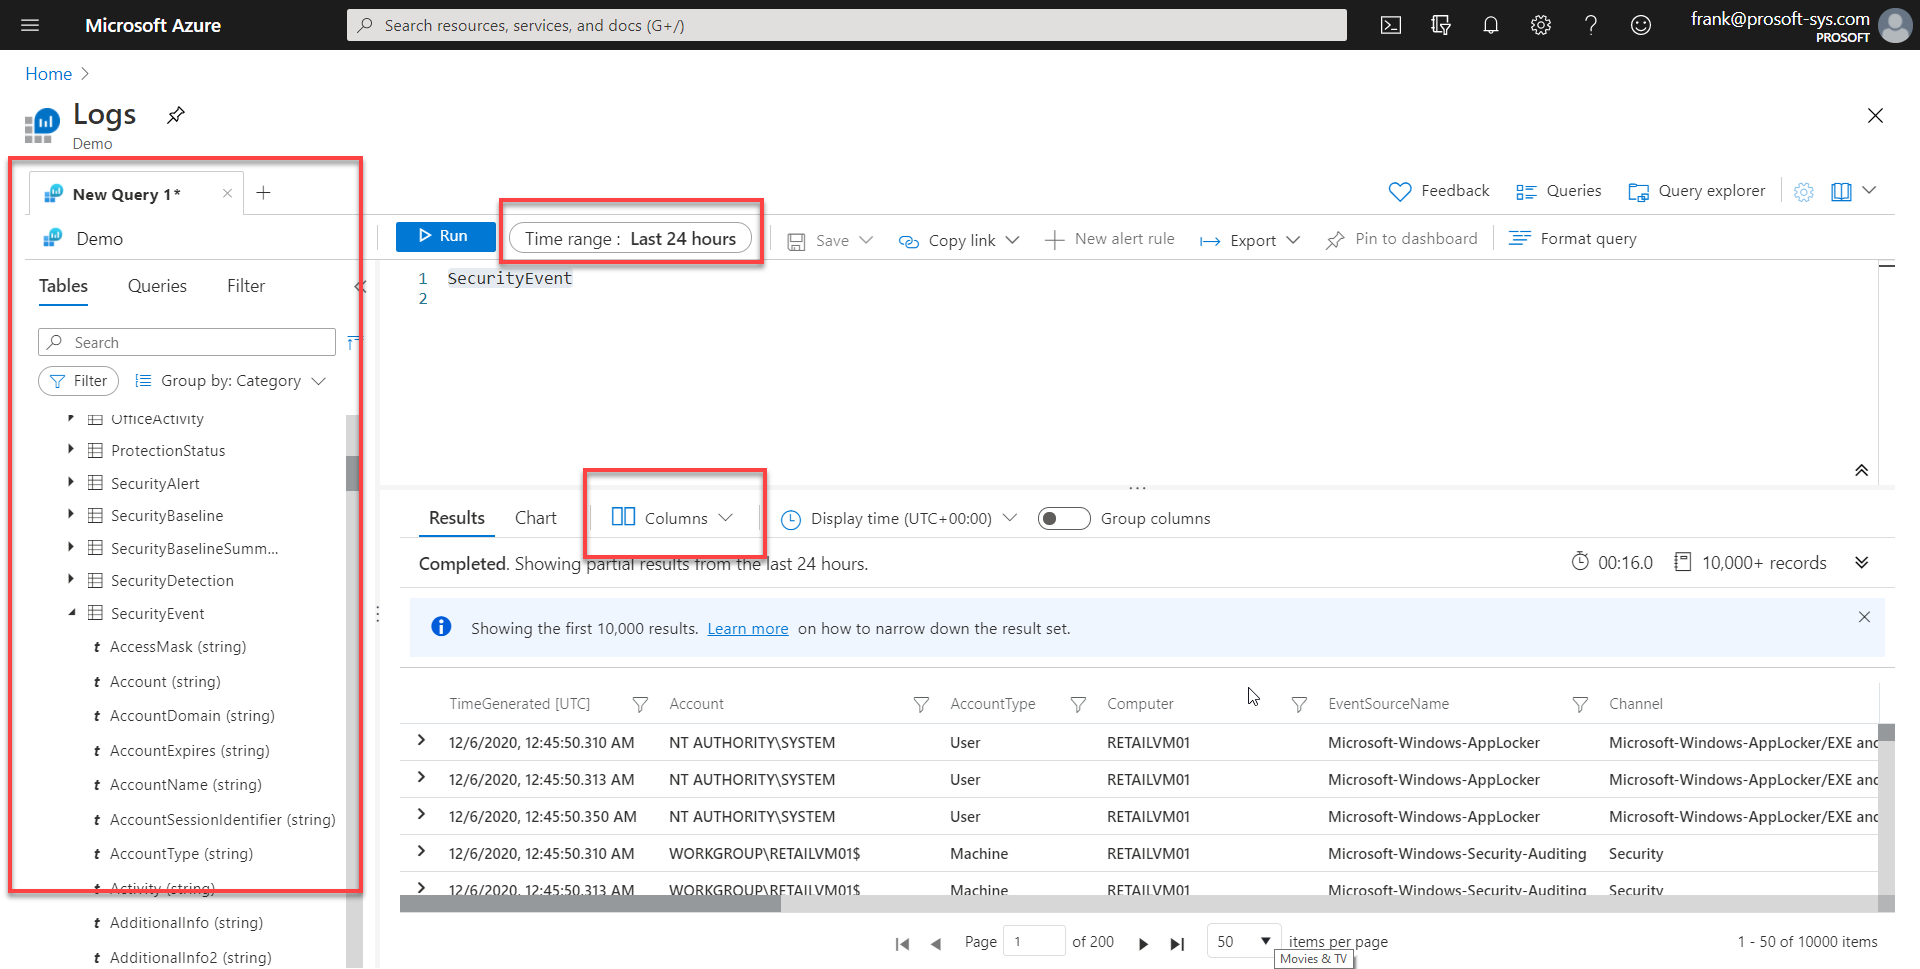 Microsoft Azure
Search resources, services, and docs (G+/)
frank@prosoft-sys.com
PROSOFT
Home
Logs
Demo
New Query 1*
Feedback
Queries
Query explorer
Demo
Run
Time range : Last 24 hours
Save
Copy link
New alert rule
Export
Pin to dashboard
Format query
Tables
Queries
Filter
1 SecurityEvent
2
Search
Filter
Group by: Category
OfficeActivity
ProtectionStatus
SecurityAlert
SecurityBaseline
SecurityBaselineSumm...
SecurityDetection
SecurityEvent
t AccessMask (string)
t Account (string)
t AccountDomain (string)
t AccountExpires (string)
t AccountName (string)
t AccountSessionIdentifier (string)
t AccountType (string)
t Activity (string)
t AdditionalInfo (string)
t AdditionalInfo2 (string)
Results
Chart
Columns
Display time (UTC+00:00)
Group columns
Completed. Showing partial results from the last 24 hours.
00:16.0
10,000+ records
Showing the first 10,000 results. Learn more on how to narrow down the result set.
TimeGenerated [UTC] Account AccountType Computer EventSourceName Channel
12/6/2020, 12:45:50.310 AM NT AUTHORITY\SYSTEM User RETAILVM01 Microsoft-Windows-AppLocker Microsoft-Windows-AppLocker/EXE and
12/6/2020, 12:45:50.313 AM NT AUTHORITY\SYSTEM User RETAILVM01 Microsoft-Windows-AppLocker Microsoft-Windows-AppLocker/EXE and
12/6/2020, 12:45:50.350 AM NT AUTHORITY\SYSTEM User RETAILVM01 Microsoft-Windows-AppLocker Microsoft-Windows-AppLocker/EXE and
12/6/2020, 12:45:50.310 AM WORKGROUP\RETAILVM01$ Machine RETAILVM01 Microsoft-Windows-Security-Auditing Security
12/6/2020, 12:45:50.313 AM WORKGROUP\RETAILVM01$ Machine RETAILVM01 Microsoft-Windows-Security-Auditing Security
Page 1 of 200
50 items per page
1 - 50 of 10000 items
Movies & TV